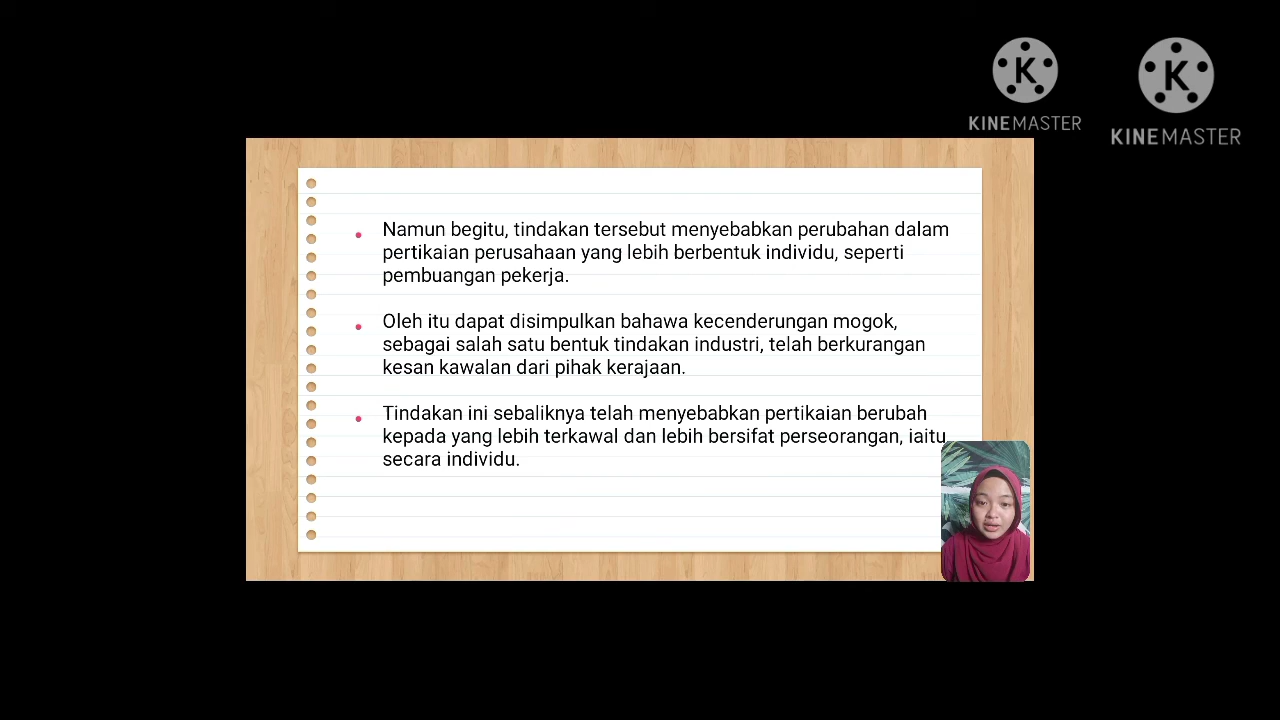 K
KINEMASTER
K
KINEMASTER
Namun begitu, tindakan tersebut menyebabkan perubahan dalam
pertikaian perusahaan yang lebih berbentuk individu, seperti
pembuangan pekerja.
Oleh itu dapat disimpulkan bahawa kecenderungan mogok,
sebagai salah satu bentuk tindakan industri, telah berkurangan
kesan kawalan dari pihak kerajaan.
Tindakan ini sebaliknya telah menyebabkan pertikaian berubah
kepada yang lebih terkawal dan lebih bersifat perseorangan, iaitu
secara individu.